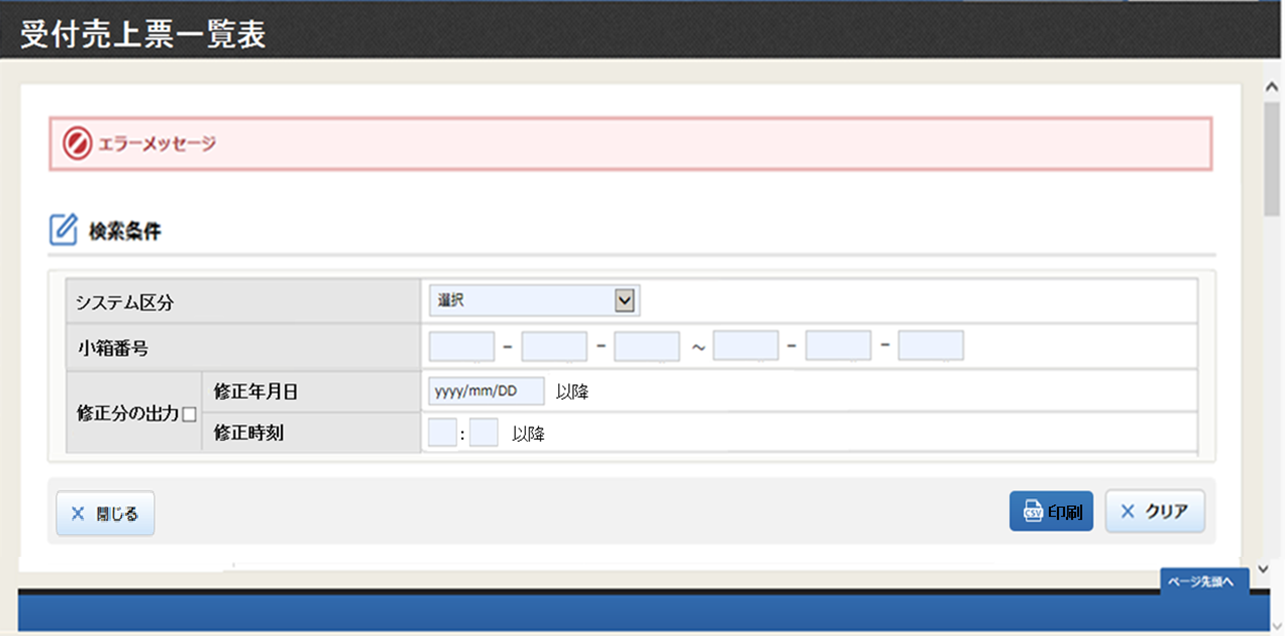 受付売上票一覧表
エラーメッセージ
検索条件
システム区分 選択
小箱番号 - - ～ - -
修正分の出力
修正年月日 yyyy/mm/DD 以降
修正時刻 : 以降
閉じる CSV 印刷 クリア
ページ先頭へ